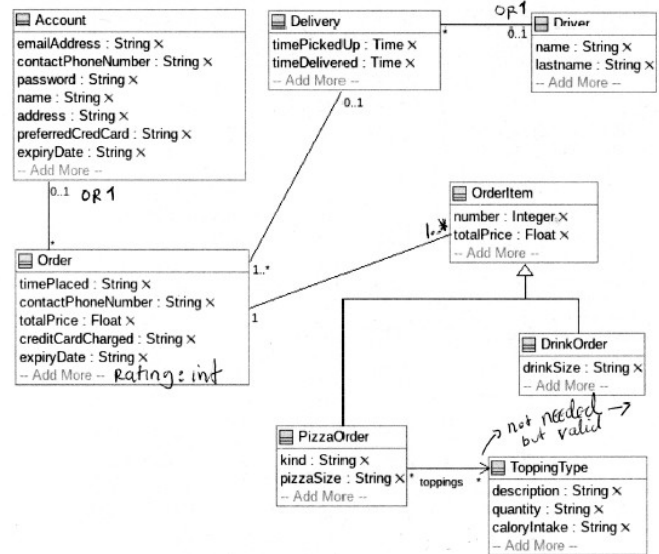 Account
emailAddress : String ×
contactPhoneNumber : String ×
password : String ×
name : String ×
address : String ×
preferredCredCard : String ×
expiryDate : String ×
-- Add More --
0..1 OR 1
*
Delivery
timePickedUp : Time ×
timeDelivered : Time ×
-- Add More --
0..1
*
OR 1
0..1
Driver
name : String ×
lastname : String ×
-- Add More --
OrderItem
number : Integer ×
totalPrice : Float ×
-- Add More --
1..*
Order
timePlaced : String ×
contactPhoneNumber : String ×
totalPrice : Float ×
creditCardCharged : String ×
expiryDate : String ×
-- Add More -- Rating: int
1..*
1
DrinkOrder
drinkSize : String ×
-- Add More --
not needed
but valid
PizzaOrder
kind : String ×
pizzaSize : String ×
-- Add More --
* toppings *
ToppingType
description : String ×
quantity : String ×
caloryIntake : String ×
-- Add More --